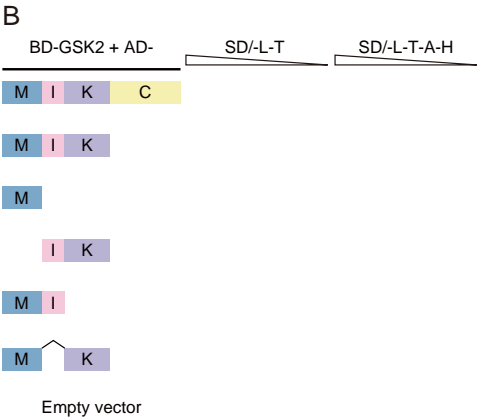 B
BD-GSK2 + AD- SD/-L-T SD/-L-T-A-H
M I K C
M I K
M
I K
M I
M K
Empty vector